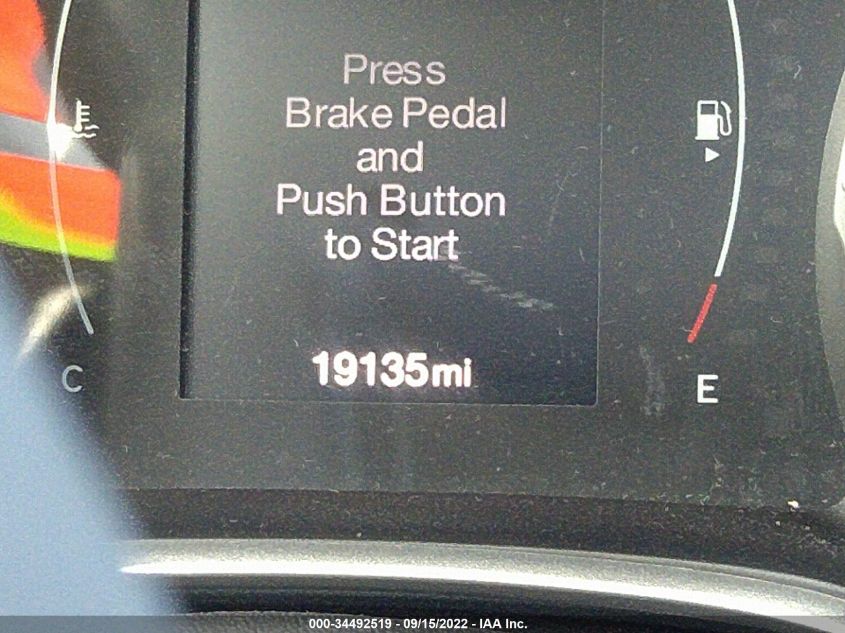 Press
Brake Pedal
and
Push Button
to Start
19135mi
C
E
000-34492519 - 09/15/2022 - IAA Inc.